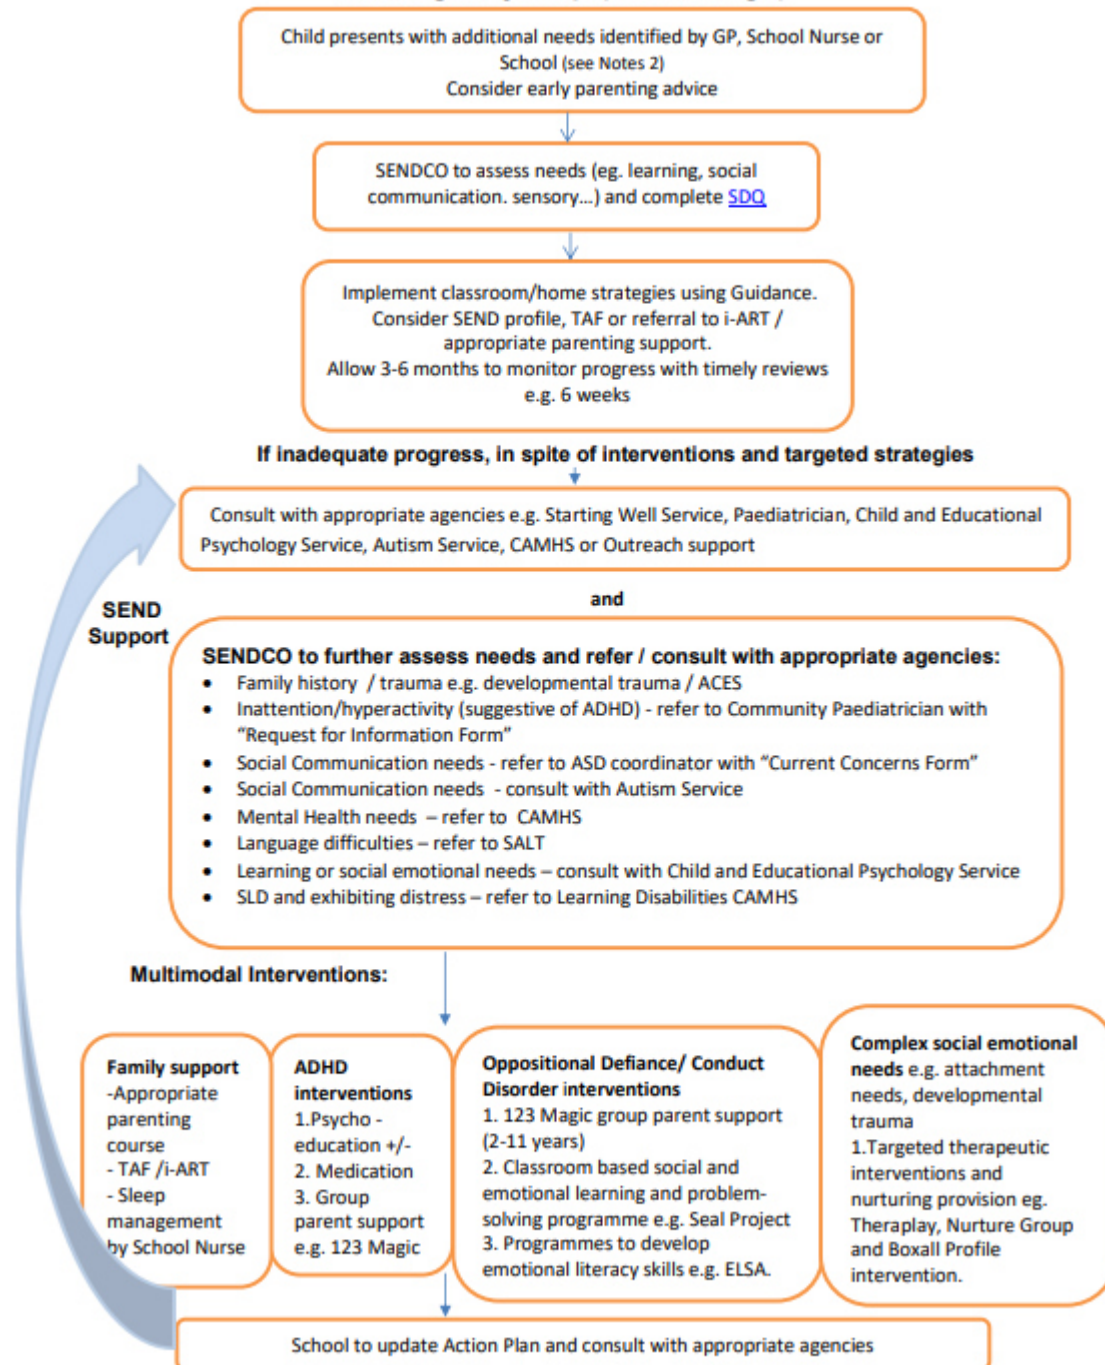 Child presents with additional needs identified by GP, School Nurse or
School (see Notes 2)
Consider early parenting advice
SENDCO to assess needs (eg. learning, social
communication. sensory...) and complete SDQ
Implement classroom/home strategies using Guidance.
Consider SEND profile, TAF or referral to i-ART /
appropriate parenting support.
Allow 3-6 months to monitor progress with timely reviews
e.g. 6 weeks
If inadequate progress, in spite of interventions and targeted strategies
Consult with appropriate agencies e.g. Starting Well Service, Paediatrician, Child and Educational
Psychology Service, Autism Service, CAMHS or Outreach support
and
SEND
Support
SENDCO to further assess needs and refer / consult with appropriate agencies:
• Family history / trauma e.g. developmental trauma / ACES
• Inattention/hyperactivity (suggestive of ADHD) - refer to Community Paediatrician with
“Request for Information Form”
• Social Communication needs - refer to ASD coordinator with “Current Concerns Form”
• Social Communication needs - consult with Autism Service
• Mental Health needs – refer to CAMHS
• Language difficulties – refer to SALT
• Learning or social emotional needs – consult with Child and Educational Psychology Service
• SLD and exhibiting distress – refer to Learning Disabilities CAMHS
Multimodal Interventions:
Family support
-Appropriate
parenting
course
- TAF /i-ART
- Sleep
management
by School Nurse
ADHD
interventions
1.Psycho -
education +/-
2. Medication
3. Group
parent support
e.g. 123 Magic
Oppositional Defiance/ Conduct
Disorder interventions
1. 123 Magic group parent support
(2-11 years)
2. Classroom based social and
emotional learning and problem-
solving programme e.g. Seal Project
3. Programmes to develop
emotional literacy skills e.g. ELSA.
Complex social emotional
needs e.g. attachment
needs, developmental
trauma
1.Targeted therapeutic
interventions and
nurturing provision eg.
Theraplay, Nurture Group
and Boxall Profile
intervention.
School to update Action Plan and consult with appropriate agencies